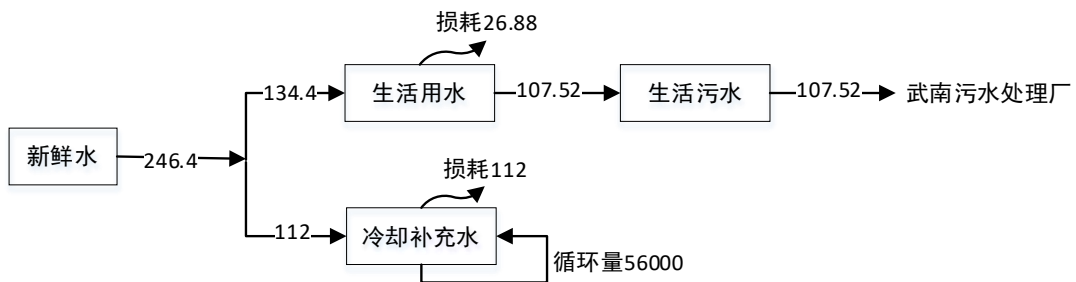 损耗26.88
134.4
生活用水
107.52
生活污水
107.52
武南污水处理厂
新鲜水
246.4
损耗112
112
冷却补充水
循环量56000